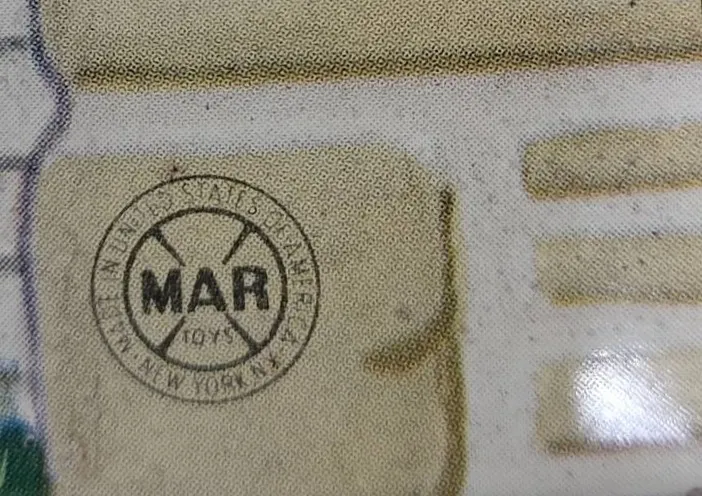 MADE IN UNITED STATES OF AMERICA
MAR
TOYS
NEW YORK N.Y.